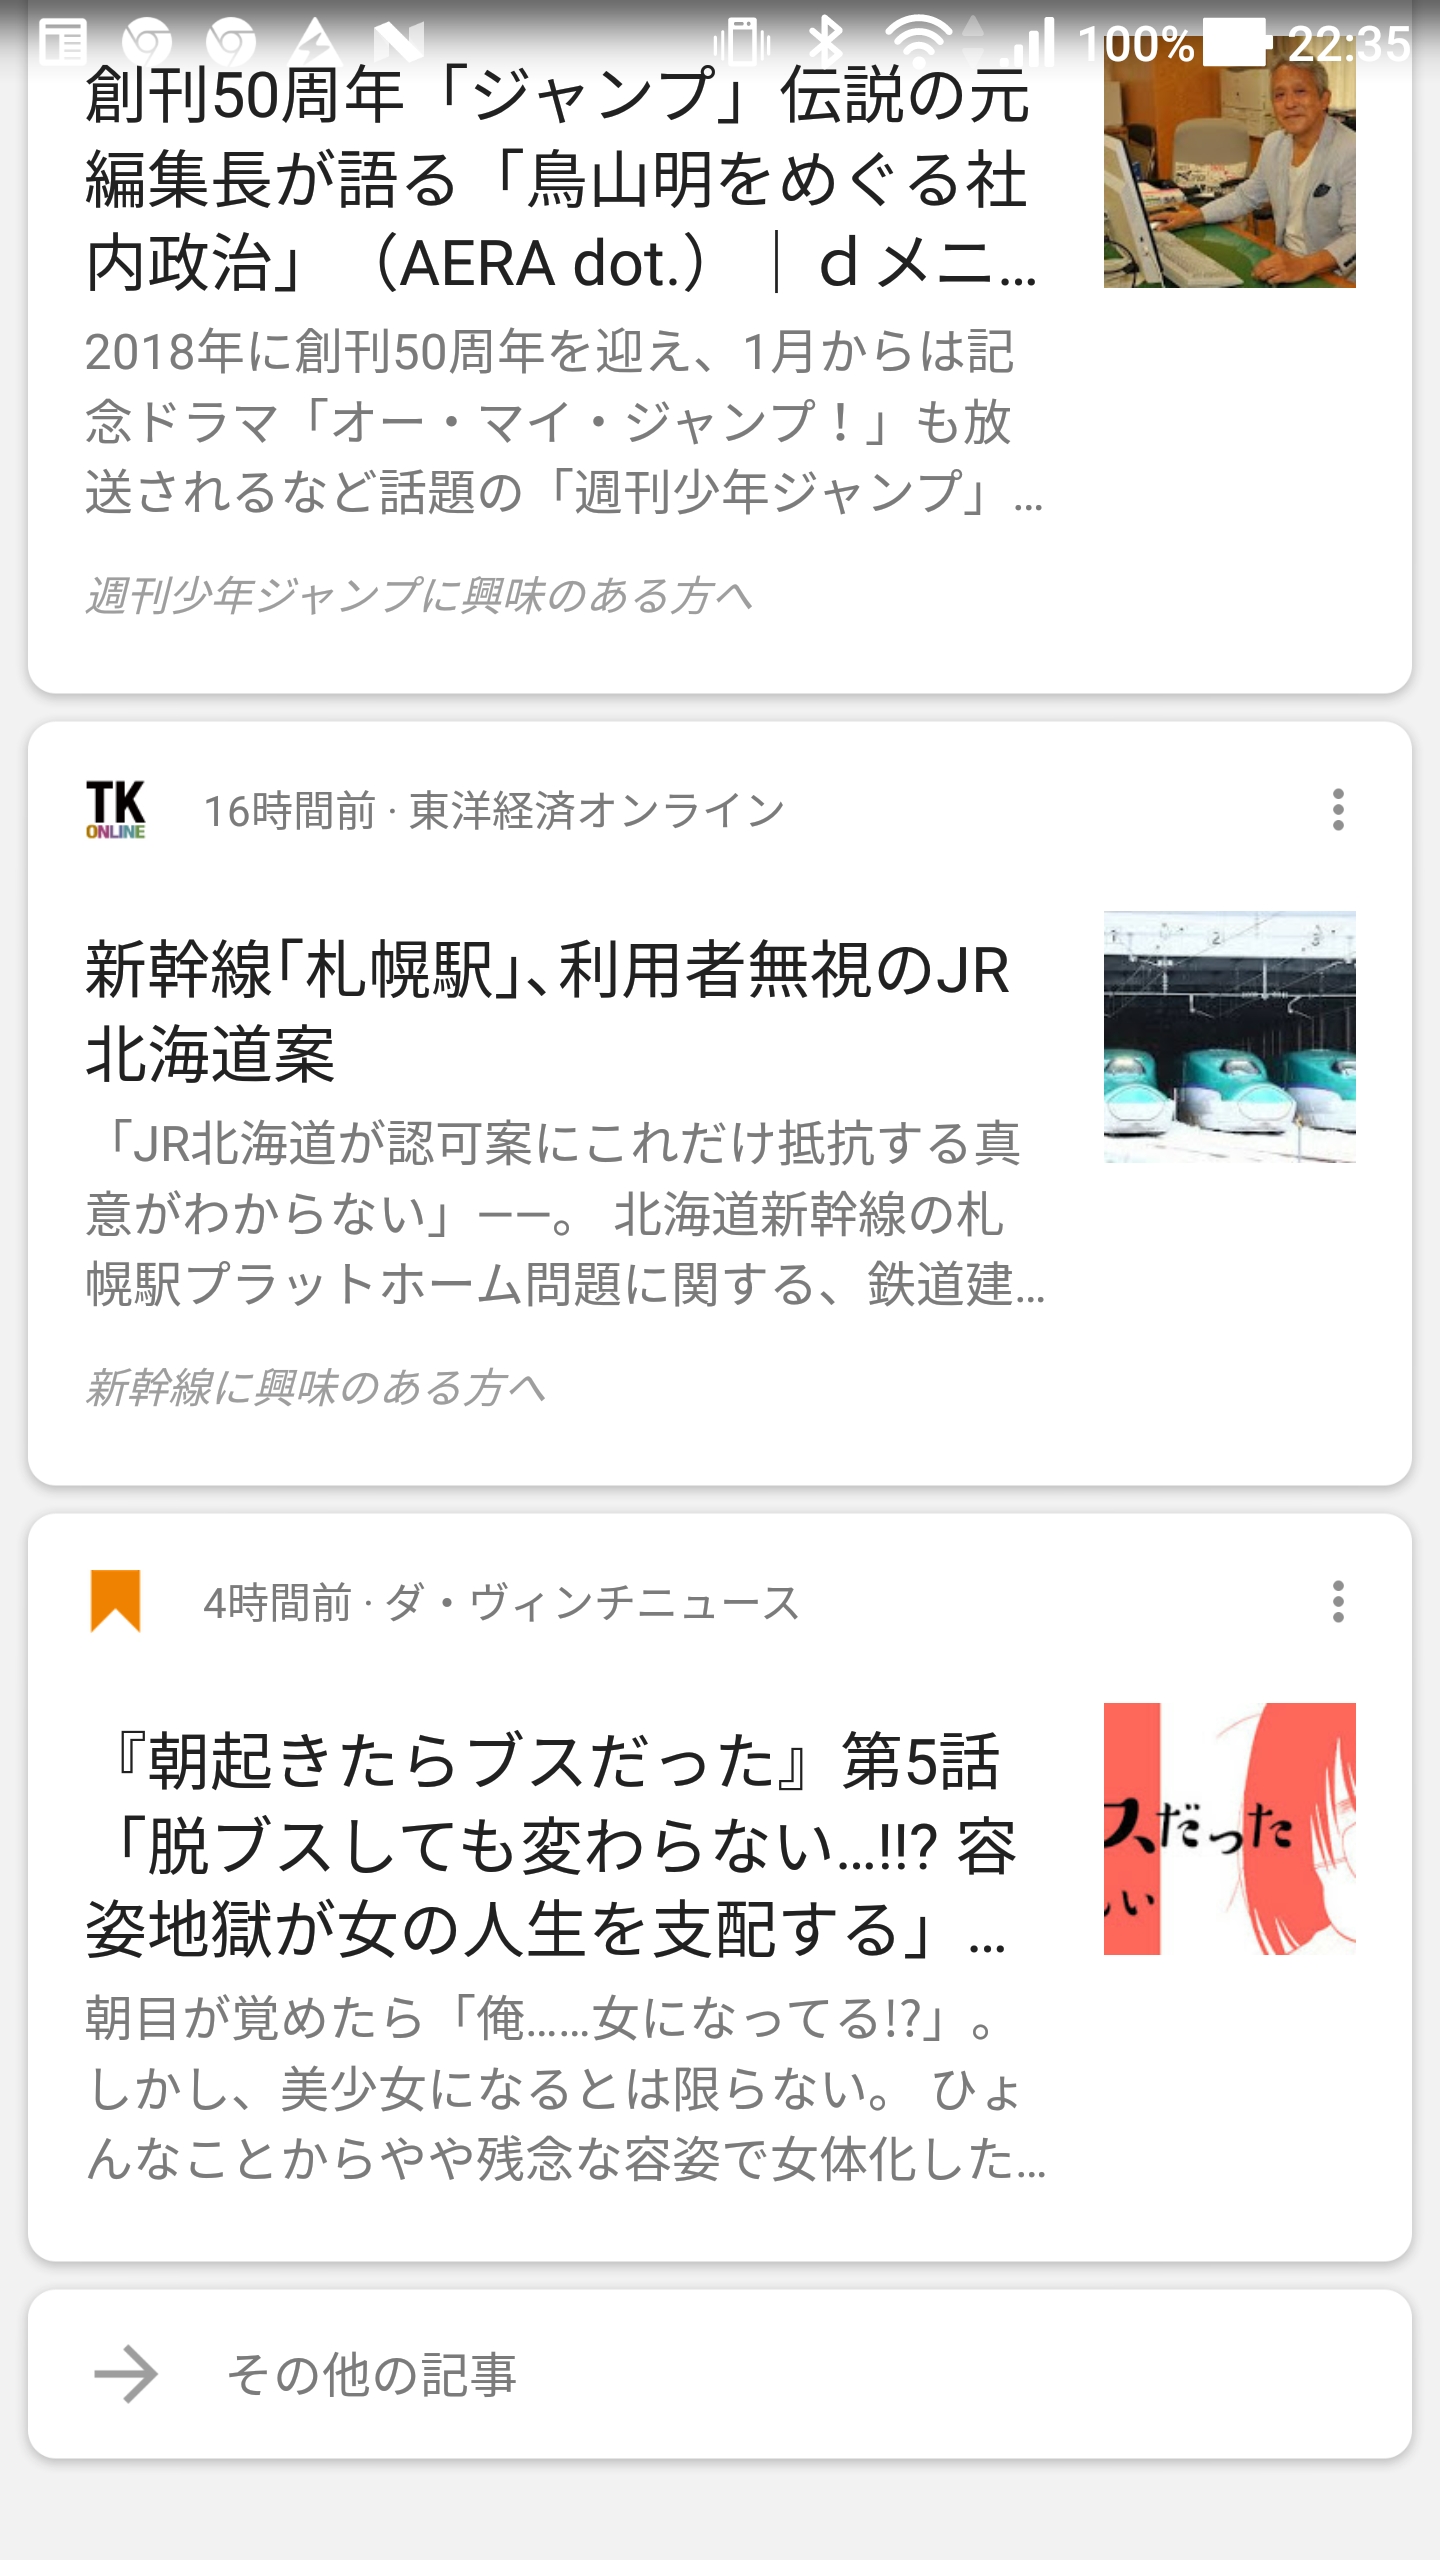 100% 22:35
創刊50周年「ジャンプ」伝説の元
編集長が語る「鳥山明をめぐる社
内政治」（AERA dot.）｜ｄメニ...
2018年に創刊50周年を迎え、1月からは記
念ドラマ「オー・マイ・ジャンプ！」も放
送されるなど話題の「週刊少年ジャンプ」...
週刊少年ジャンプに興味のある方へ
TK
ONLINE
16時間前 · 東洋経済オンライン
新幹線｢札幌駅｣､利用者無視のJR
北海道案
「JR北海道が認可案にこれだけ抵抗する真
意がわからない」――。 北海道新幹線の札
幌駅プラットホーム問題に関する、鉄道建...
新幹線に興味のある方へ
4時間前 · ダ・ヴィンチニュース
『朝起きたらブスだった』第5話
「脱ブスしても変わらない…!!? 容
姿地獄が女の人生を支配する」...
スだった
しい
朝目が覚めたら「俺……女になってる!?」。
しかし、美少女になるとは限らない。 ひょ
んなことからやや残念な容姿で女体化した...
その他の記事